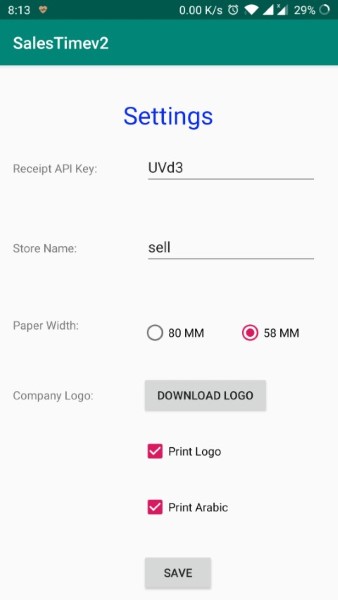 8:13 0.00 K/s 29%
SalesTimev2
Settings
Receipt API Key: UVd3
Store Name: sell
Paper Width: 80 MM 58 MM
Company Logo: DOWNLOAD LOGO
Print Logo
Print Arabic
SAVE